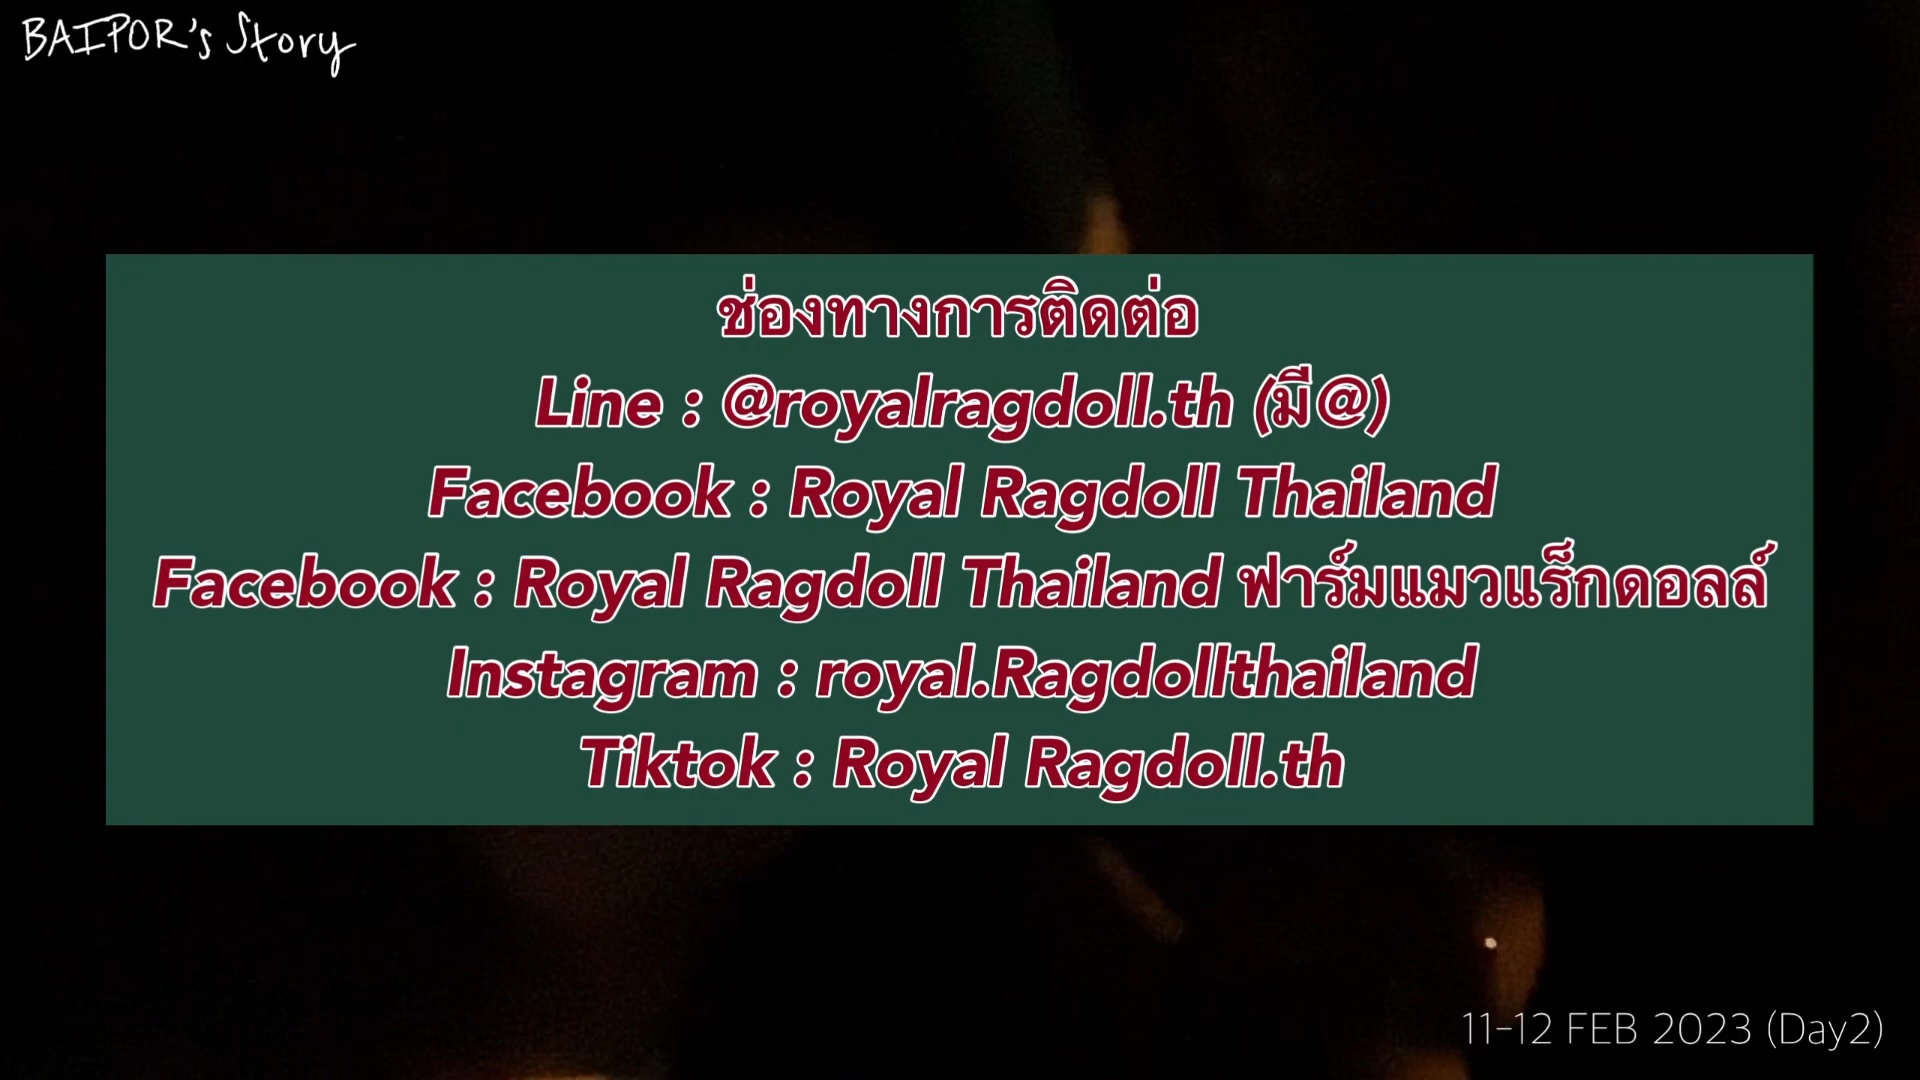 BAIPOR's Story
ช่องทางการติดต่อ
Line : @royalragdoll.th (มี@)
Facebook : Royal Ragdoll Thailand
Facebook : Royal Ragdoll Thailand ฟาร์มแมวแร็กดอลล์
Instagram : royal.Ragdollthailand
Tiktok : Royal Ragdoll.th
11-12 FEB 2023 (Day2)